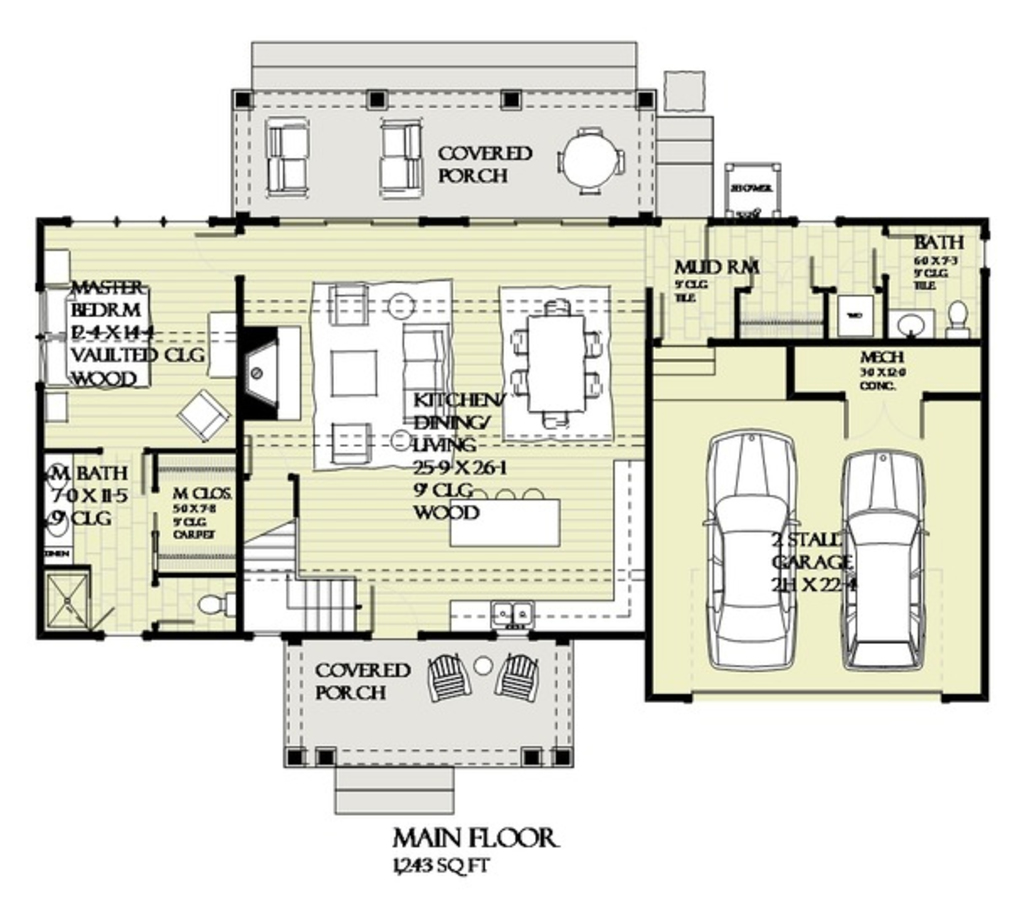 COVERED
PORCH
SHOWER
MASTER
BEDRM
12-4 X 14-4
VAULTED CLG
WOOD
MUD RM
9' CLG
TILE
BATH
6-0 X 7-3
9' CLG
TILE
MECH
3-0 X 12-0
CONC.
KITCHEN/
DINING/
LIVING
25-9 X 26-1
9' CLG
WOOD
M BATH
7-0 X 11-5
9' CLG
LINEN
M CLOS.
5-0 X 7-8
9' CLG
CARPET
2 STALL
GARAGE
21-1 X 22-4
COVERED
PORCH
MAIN FLOOR
1,243 SQ FT